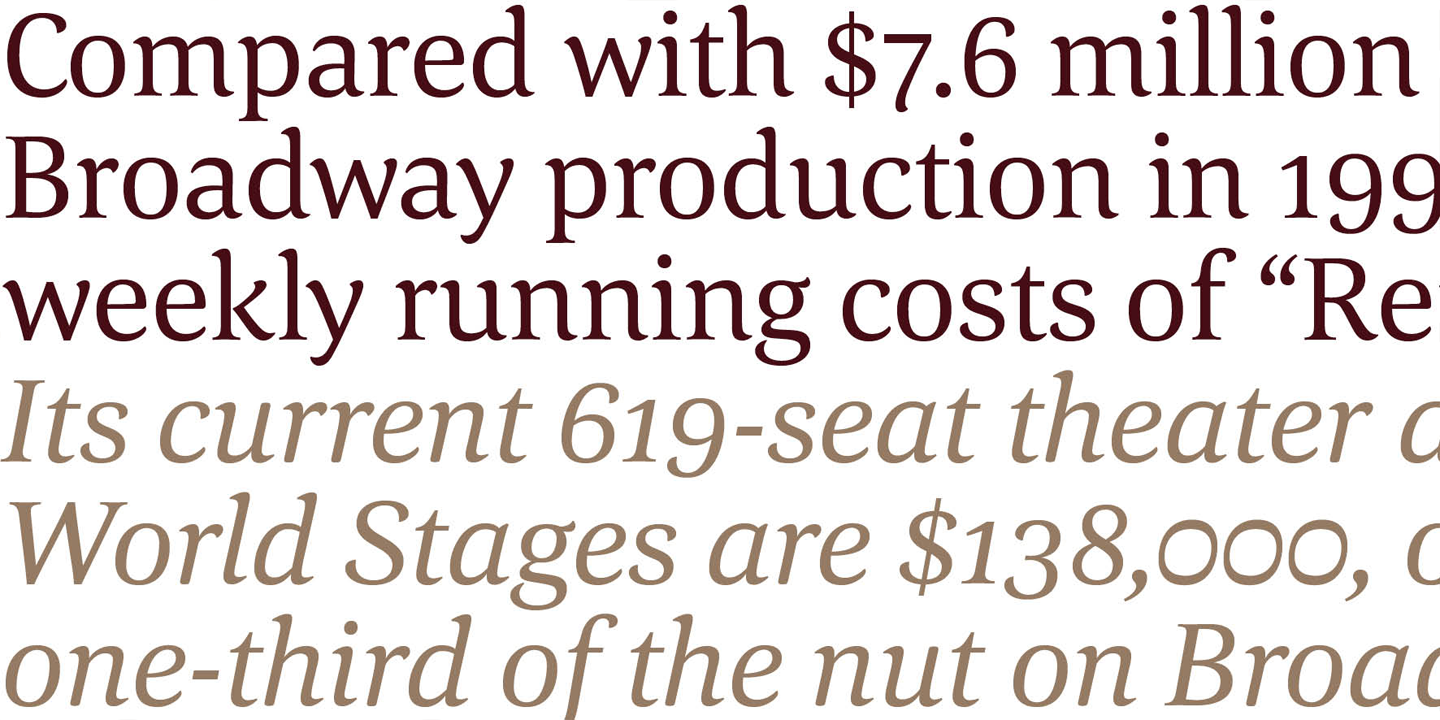 Compared with $7.6 million
Broadway production in 199
weekly running costs of “Re
Its current 619-seat theater a
World Stages are $138,000, o
one-third of the nut on Broad